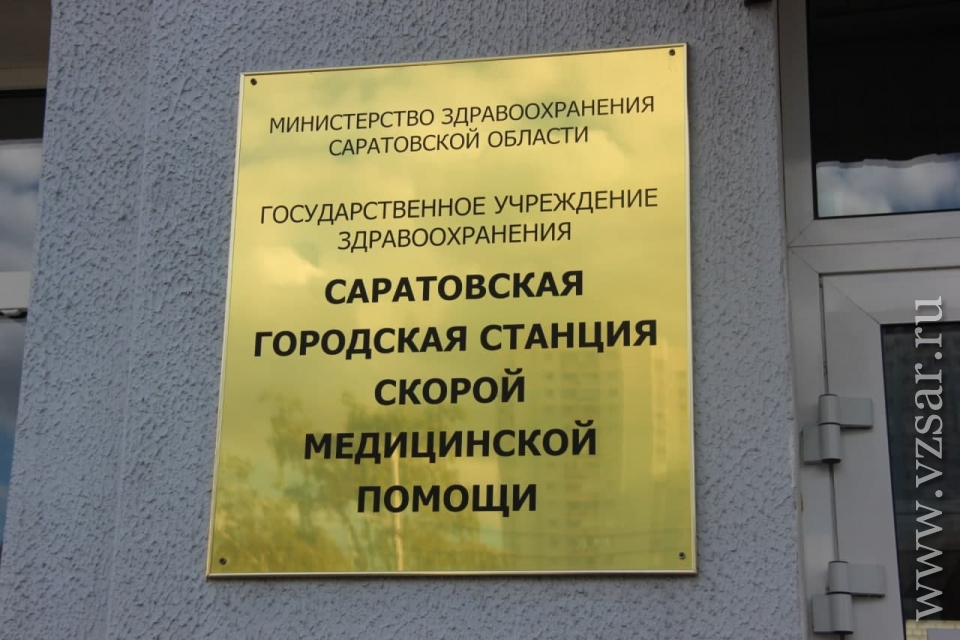 МИНИСТЕРСТВО ЗДРАВООХРАНЕНИЯ
САРАТОВСКОЙ ОБЛАСТИ
ГОСУДАРСТВЕННОЕ УЧРЕЖДЕНИЕ
ЗДРАВООХРАНЕНИЯ
САРАТОВСКАЯ
ГОРОДСКАЯ СТАНЦИЯ
СКОРОЙ
МЕДИЦИНСКОЙ
ПОМОЩИ
www.vzsar.ru